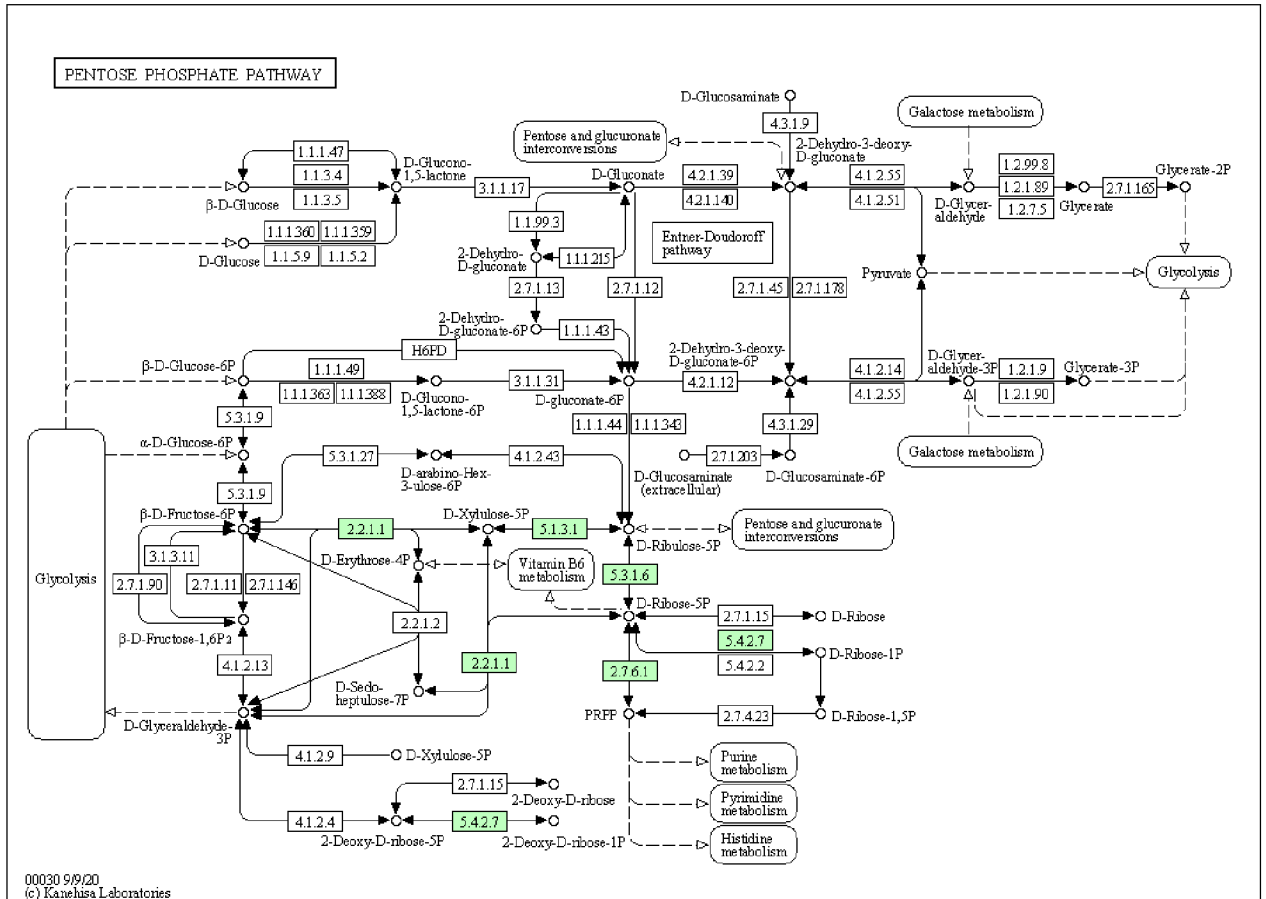 PENTOSE PHOSPHATE PATHWAY
D-Glucosaminate
4.3.1.9
Galactose metabolism
Pentose and glucuronate
interconversions
2-Dehydro-3-deoxy-
D-gluconate
1.1.1.47
D-Glucono-
1,5-lactone
1.1.3.4
1.1.3.5
β-D-Glucose
3.1.1.17
D-Gluconate
4.2.1.39
4.2.1.140
4.1.2.55
4.1.2.51
D-Glycer-
aldehyde
1.2.99.8
1.2.1.89
1.2.7.5
Glycerate
2.7.1.165
Glycerate-2P
1.1.99.3
Entner-Doudoroff
pathway
1.1.1.360
1.1.1.359
1.1.5.9
1.1.5.2
D-Glucose
2-Dehydro-
D-gluconate
1.1.1.215
Pyruvate
Glycolysis
2.7.1.13
2.7.1.12
2.7.1.45
2.7.1.178
2-Dehydro-
D-gluconate-6P
1.1.1.43
H6PD
β-D-Glucose-6P
1.1.1.49
1.1.1.363
1.1.1.388
D-Glucono-
1,5-lactone-6P
3.1.1.31
D-gluconate-6P
2-Dehydro-3-deoxy-
D-gluconate-6P
4.2.1.12
4.1.2.14
4.1.2.55
D-Glycer-
aldehyde-3P
1.2.1.9
1.2.1.90
Glycerate-3P
5.3.1.9
1.1.1.44
1.1.1.343
4.3.1.29
α-D-Glucose-6P
5.3.1.27
D-arabino-Hex-
3-ulose-6P
4.1.2.43
D-Glucosaminate
(extracellular)
2.7.1.203
D-Glucosaminate-6P
Galactose metabolism
5.3.1.9
β-D-Fructose-6P
2.2.1.1
D-Xylulose-5P
5.1.3.1
D-Ribulose-5P
Pentose and glucuronate
interconversions
3.1.3.11
D-Erythrose-4P
Vitamin B6
metabolism
Glycolysis
2.7.1.90
2.7.1.11
2.7.1.146
5.3.1.6
D-Ribose-5P
2.7.1.15
D-Ribose
β-D-Fructose-1,6P2
2.2.1.2
5.4.2.7
5.4.2.2
D-Ribose-1P
4.1.2.13
2.2.1.1
2.7.6.1
D-Sedo-
heptulose-7P
D-Glyceraldehyde-
3P
PRPP
2.7.4.23
D-Ribose-1,5P
4.1.2.9
D-Xylulose-5P
Purine
metabolism
2.7.1.15
2-Deoxy-D-ribose
Pyrimidine
metabolism
4.1.2.4
2-Deoxy-D-ribose-5P
5.4.2.7
2-Deoxy-D-ribose-1P
Histidine
metabolism
00030 9/9/20
(c) Kanehisa Laboratories